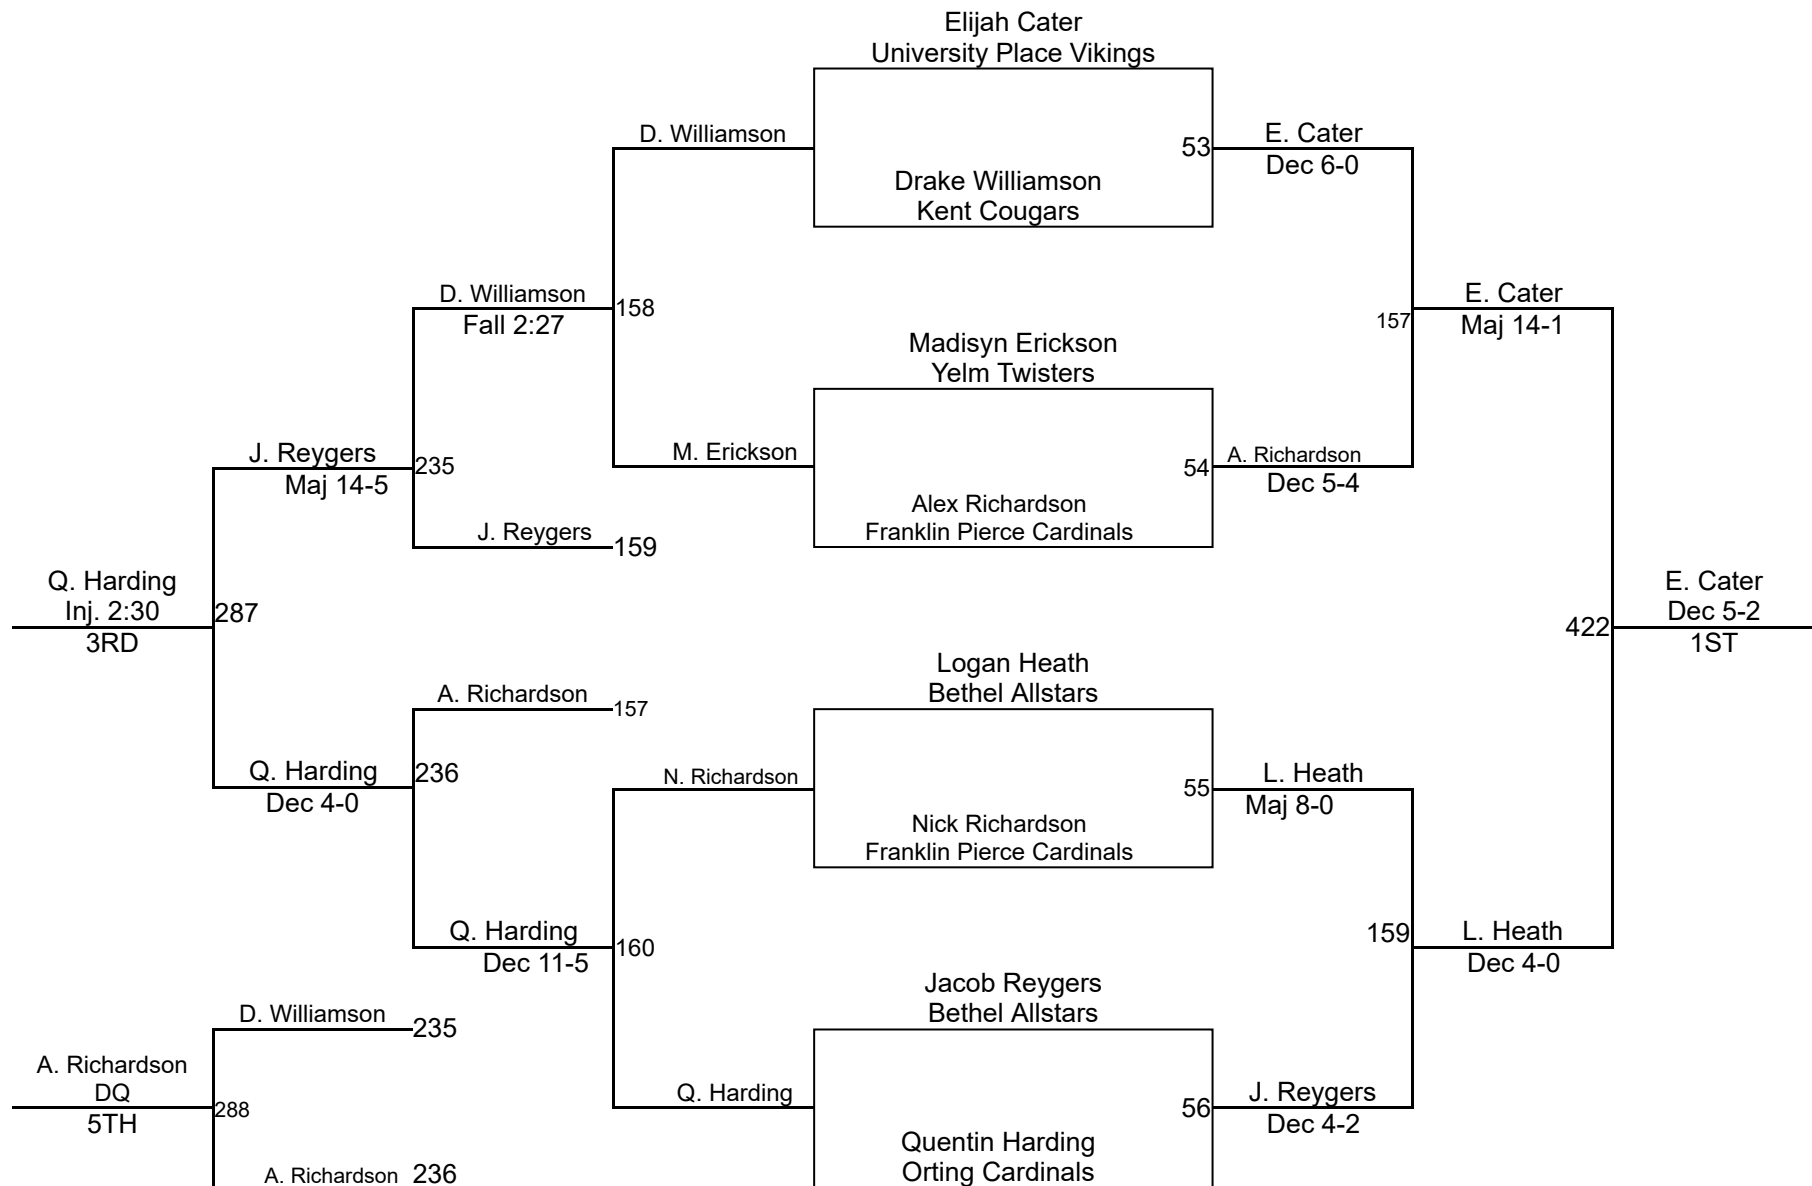 Elijah Cater
University Place Vikings
D. Williamson
53
E. Cater
Dec 6-0
Drake Williamson
Kent Cougars
D. Williamson
Fall 2:27
158
157
E. Cater
Maj 14-1
Madisyn Erickson
Yelm Twisters
J. Reygers
Maj 14-5
235
M. Erickson
54
A. Richardson
Dec 5-4
Alex Richardson
Franklin Pierce Cardinals
J. Reygers
159
Q. Harding
Inj. 2:30
3RD
287
422
E. Cater
Dec 5-2
1ST
Logan Heath
Bethel Allstars
A. Richardson
157
Q. Harding
Dec 4-0
236
N. Richardson
55
L. Heath
Maj 8-0
Nick Richardson
Franklin Pierce Cardinals
Q. Harding
Dec 11-5
160
159
L. Heath
Dec 4-0
Jacob Reygers
Bethel Allstars
D. Williamson
235
A. Richardson
DQ
5TH
288
Q. Harding
56
J. Reygers
Dec 4-2
Quentin Harding
Orting Cardinals
A. Richardson
236